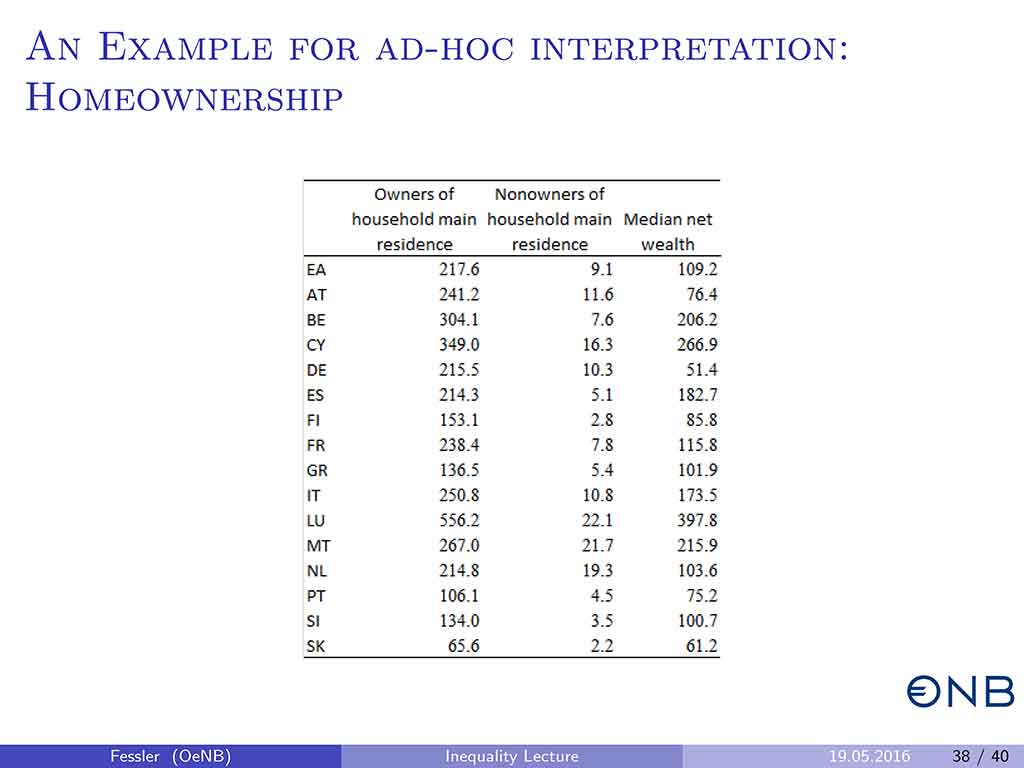 An Example for ad-hoc interpretation:
Homeownership
Owners of Nonowners of
household main household main Median net
residence residence wealth
EA 217.6 9.1 109.2
AT 241.2 11.6 76.4
BE 304.1 7.6 206.2
CY 349.0 16.3 266.9
DE 215.5 10.3 51.4
ES 214.3 5.1 182.7
FI 153.1 2.8 85.8
FR 238.4 7.8 115.8
GR 136.5 5.4 101.9
IT 250.8 10.8 173.5
LU 556.2 22.1 397.8
MT 267.0 21.7 215.9
NL 214.8 19.3 103.6
PT 106.1 4.5 75.2
SI 134.0 3.5 100.7
SK 65.6 2.2 61.2
€NB
Fessler (OeNB) Inequality Lecture 19.05.2016 38 / 40